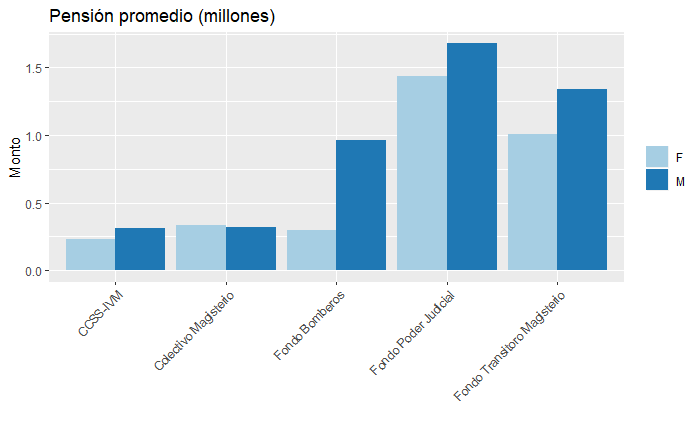 Pensión promedio (millones)
Monto
1.5
1.0
0.5
0.0
CCSS-IVM
Colectivo Magisterio
Fondo Bomberos
Fondo Poder Judicial
Fondo Transitoro Magisterio
F
M